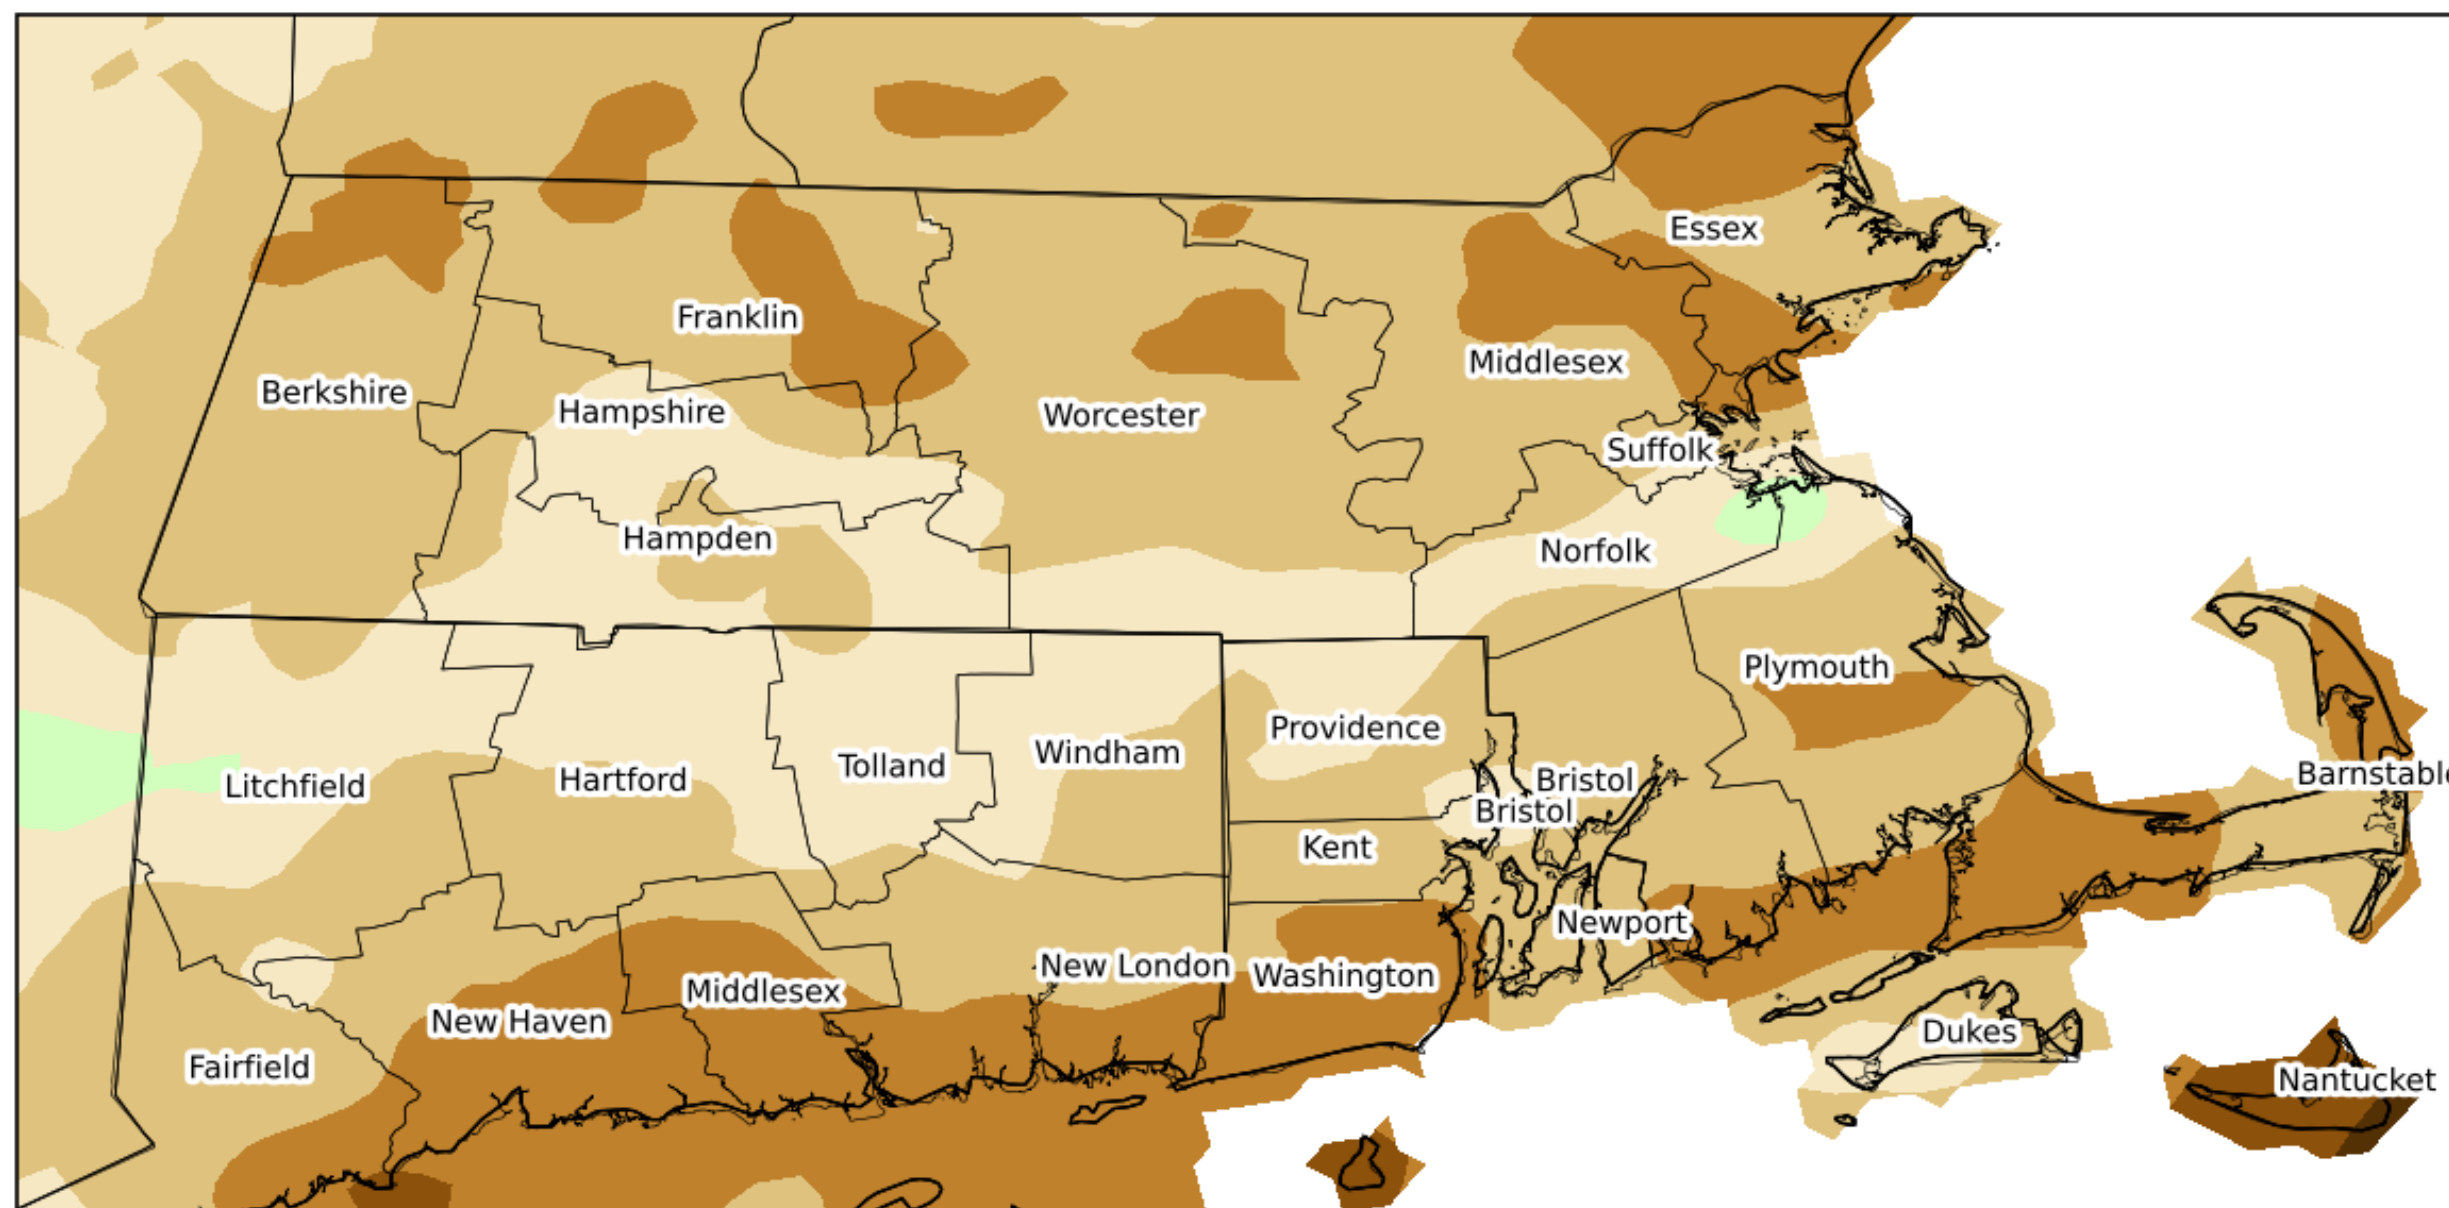 Essex
Franklin
Middlesex
Berkshire
Hampshire
Worcester
Suffolk
Hampden
Norfolk
Plymouth
Providence
Windham
Tolland
Barnstable
Hartford
Bristol
Litchfield
Bristol
Kent
Newport
New London
Washington
Middlesex
New Haven
Dukes
Fairfield
Nantucket